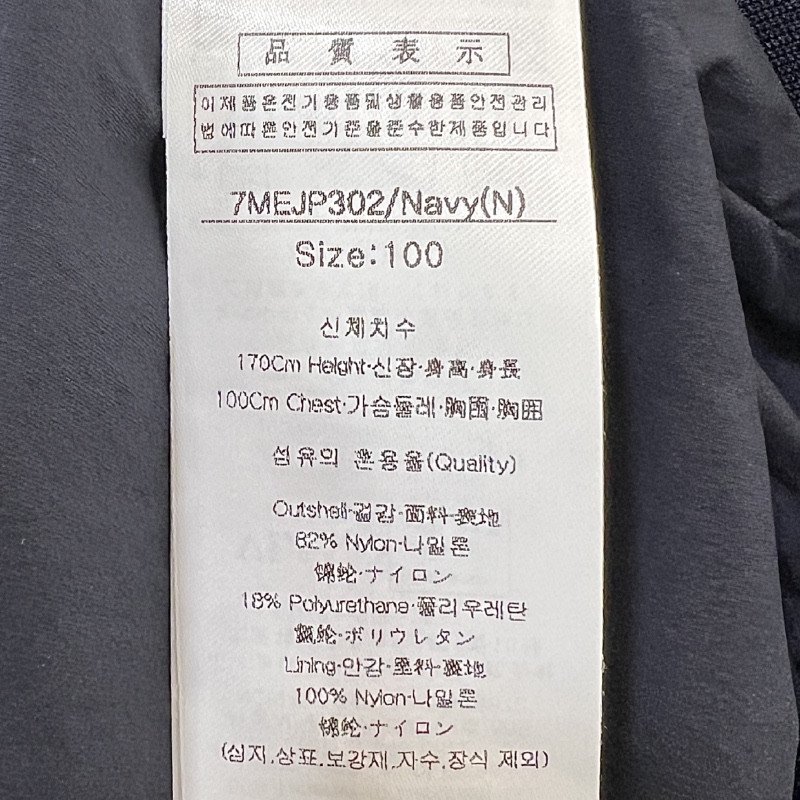 品質表示
이제품은전기용품및생활용품안전관리
법에따른안전기준을준수한제품입니다
7MEJP302/Navy(N)
Size:100
신체치수
170Cm Height·신장·身高·身長
100Cm Chest·가슴둘레·胸圍·胸囲
섬유의 혼용율(Quality)
Outshell·겉감·面料·表地
82% Nylon·나일론
锦纶·ナイロン
18% Polyurethane·폴리우레탄
氨纶·ポリウレタン
Lining·안감·里料·裏地
100% Nylon·나일론
锦纶·ナイロン
(심지.상표.보강재.자수.장식 제외)